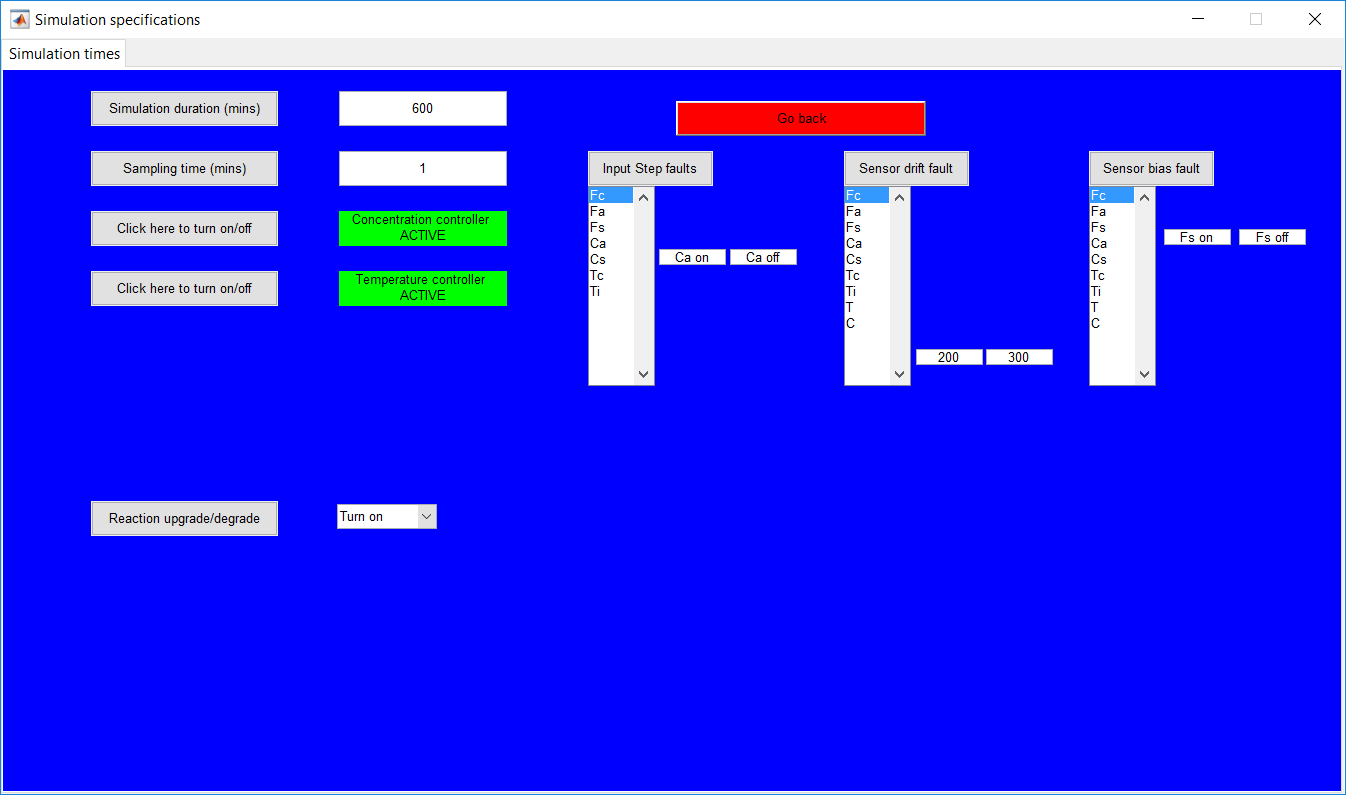 Simulation specifications
Simulation times
Simulation duration (mins)
600
Go back
Sampling time (mins)
1
Input Step faults
Sensor drift fault
Sensor bias fault
Click here to turn on/off
Concentration controller
ACTIVE
Click here to turn on/off
Temperature controller
ACTIVE
Fc
Fa
Fs
Ca
Cs
Tc
Ti
Ca on
Ca off
Fc
Fa
Fs
Ca
Cs
Tc
Ti
T
C
200
300
Fc
Fa
Fs
Ca
Cs
Tc
Ti
T
C
Fs on
Fs off
Reaction upgrade/degrade
Turn on